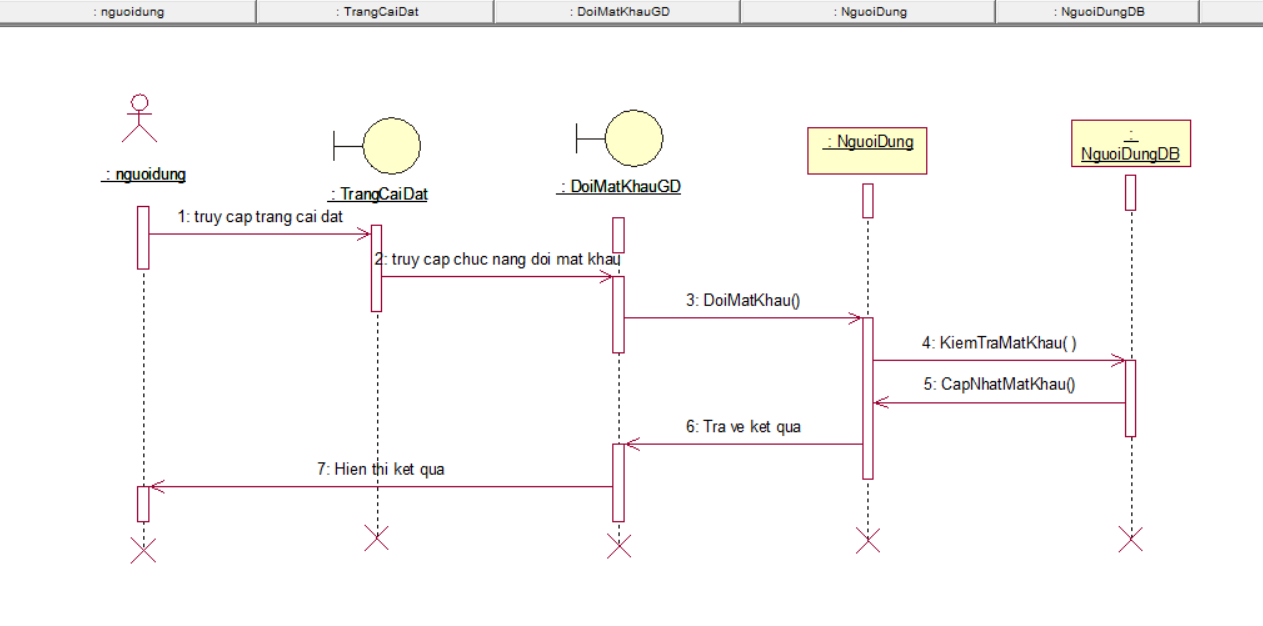 : nguoidung
: TrangCaiDat
: DoiMatKhauGD
: NguoiDung
: NguoiDungDB
: nguoidung
: TrangCaiDat
: DoiMatKhauGD
: NguoiDung
:
NguoiDungDB
1: truy cap trang cai dat
2: truy cap chuc nang doi mat khau
3: DoiMatKhau()
4: KiemTraMatKhau( )
5: CapNhatMatKhau()
6: Tra ve ket qua
7: Hien thi ket qua